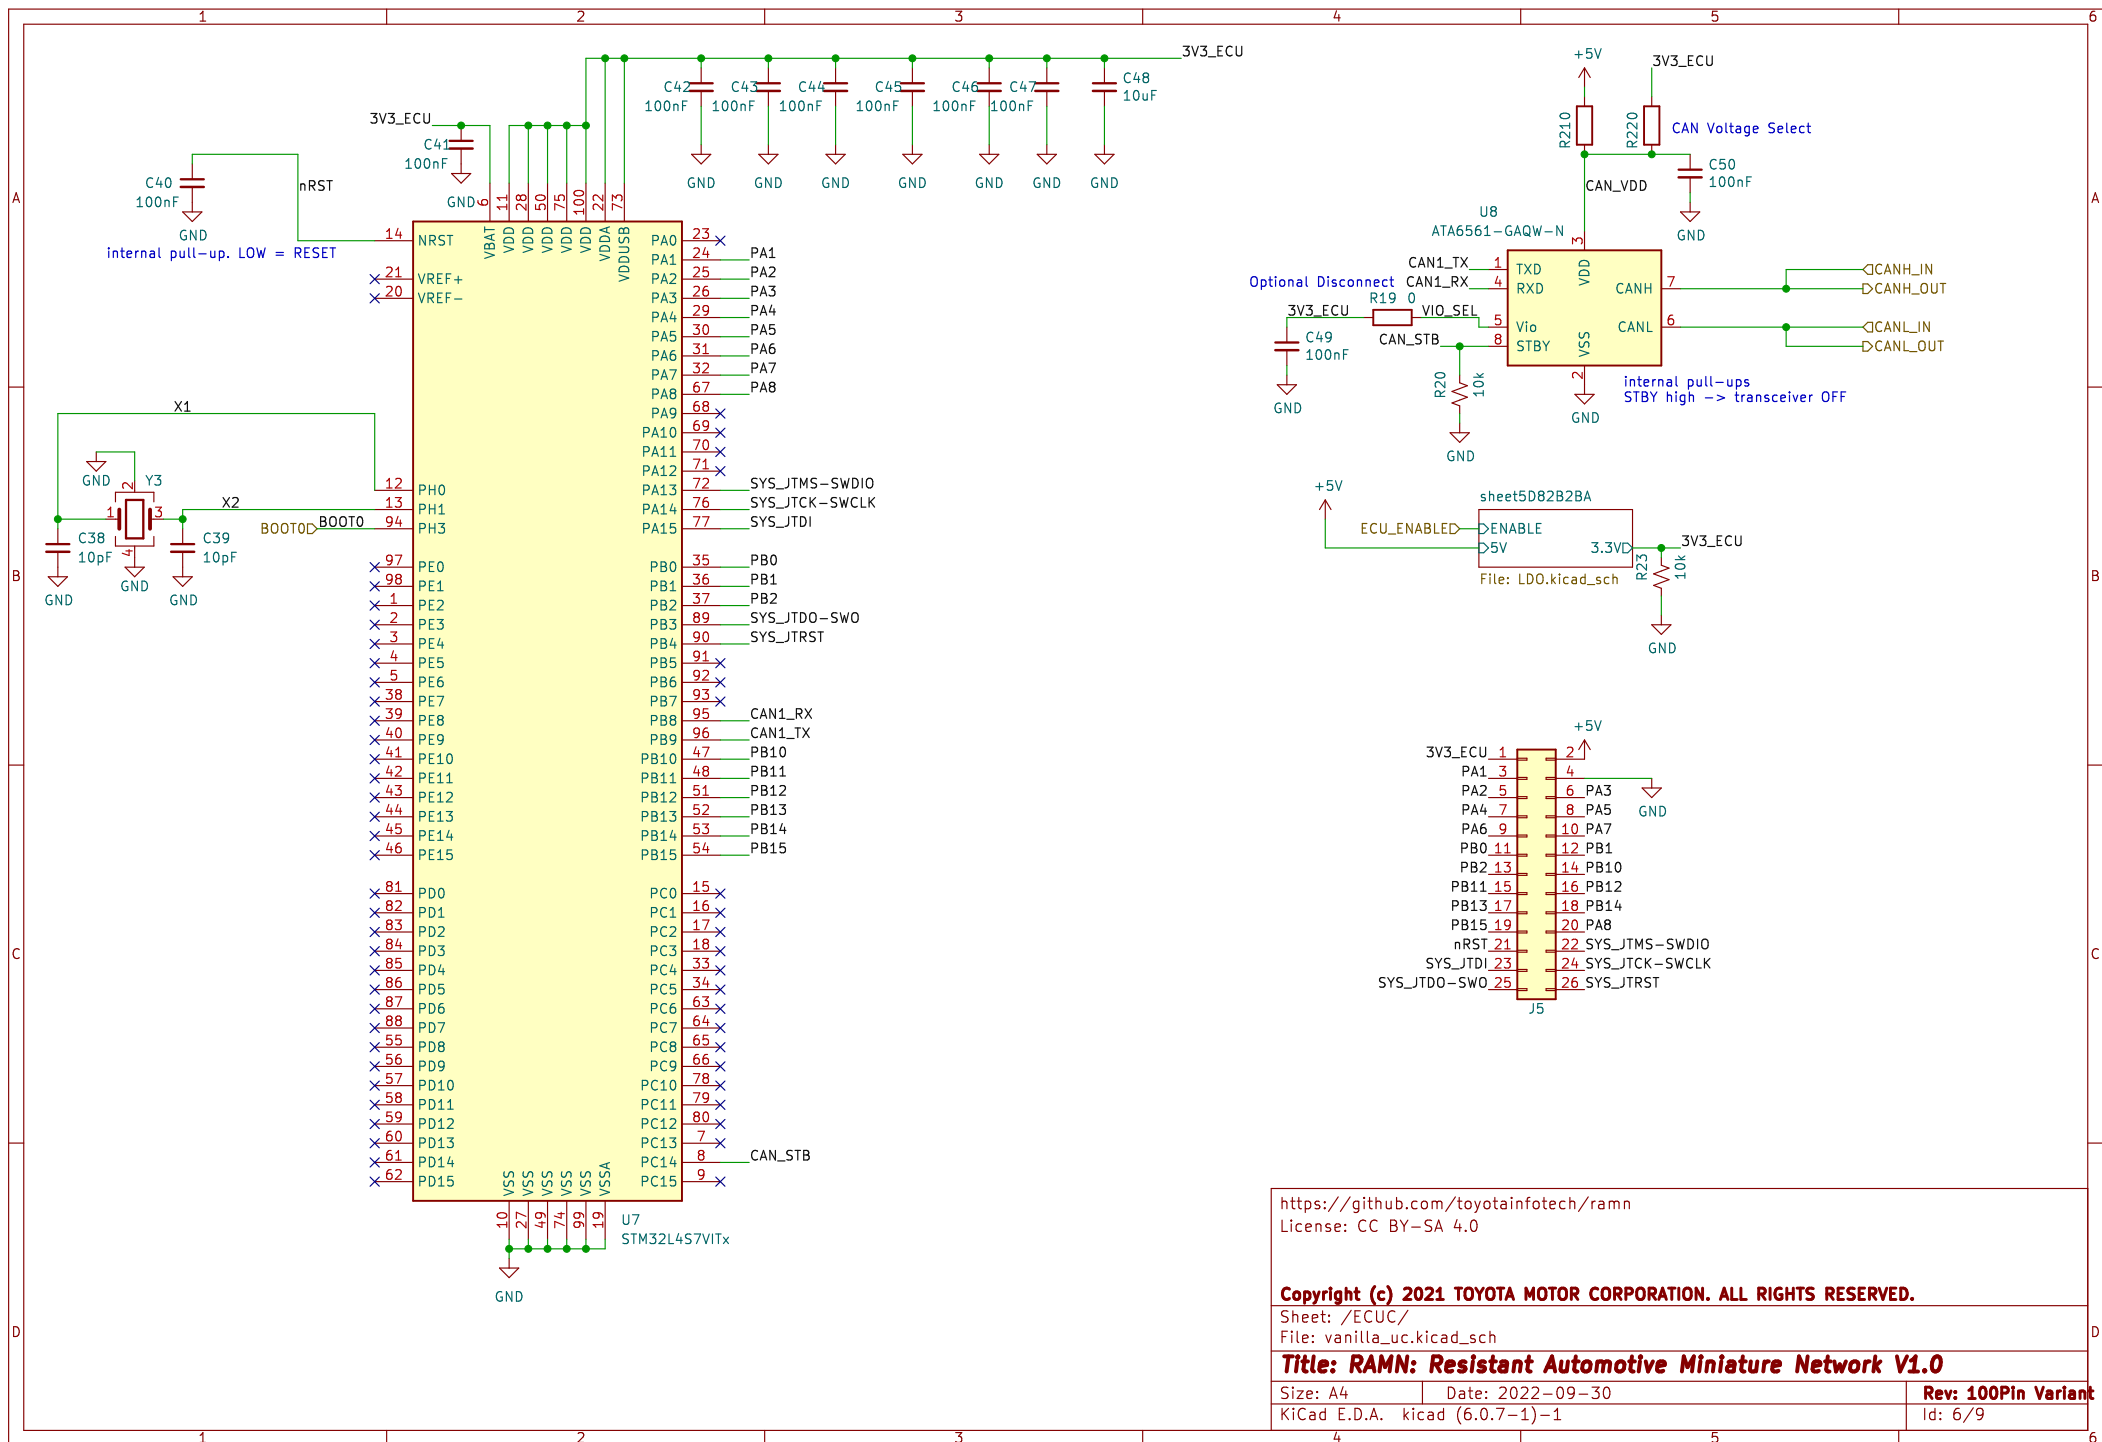 1 2 3 4 5 6
A
B
C
D
3V3_ECU
C42 100nF
C43 100nF
C44 100nF
C45 100nF
C46 100nF
C47 100nF
C48 10uF
GND GND GND GND GND GND GND
3V3_ECU
C41
100nF
GND
C40
100nF
GND
nRST
internal pull-up. LOW = RESET
6 11 28 50 75 100 22 73
VBAT VDD VDD VDD VDD VDD VDDA VDDUSB
14 NRST
21 VREF+
20 VREF-
X1
12 PH0
13 PH1
94 PH3
X2
GND
Y3
1 2 3 4
BOOT0 BOOT0
C38
10pF
C39
10pF
GND GND GND
97 PE0
98 PE1
1 PE2
2 PE3
3 PE4
4 PE5
5 PE6
38 PE7
39 PE8
40 PE9
41 PE10
42 PE11
43 PE12
44 PE13
45 PE14
46 PE15
81 PD0
82 PD1
83 PD2
84 PD3
85 PD4
86 PD5
87 PD6
88 PD7
55 PD8
56 PD9
57 PD10
58 PD11
59 PD12
60 PD13
61 PD14
62 PD15
PA0 23
PA1 24 PA1
PA2 25 PA2
PA3 26 PA3
PA4 29 PA4
PA5 30 PA5
PA6 31 PA6
PA7 32 PA7
PA8 67 PA8
PA9 68
PA10 69
PA11 70
PA12 71
PA13 72 SYS_JTMS-SWDIO
PA14 76 SYS_JTCK-SWCLK
PA15 77 SYS_JTDI
PB0 35 PB0
PB1 36 PB1
PB2 37 PB2
PB3 89 SYS_JTDO-SWO
PB4 90 SYS_JTRST
PB5 91
PB6 92
PB7 93
PB8 95 CAN1_RX
PB9 96 CAN1_TX
PB10 47 PB10
PB11 48 PB11
PB12 51 PB12
PB13 52 PB13
PB14 53 PB14
PB15 54 PB15
PC0 15
PC1 16
PC2 17
PC3 18
PC4 33
PC5 34
PC6 63
PC7 64
PC8 65
PC9 66
PC10 78
PC11 79
PC12 80
PC13 7
PC14 8 CAN_STB
PC15 9
VSS VSS VSS VSS VSS VSSA
10 27 49 74 99 19
U7
STM32L4S7VITx
GND
+5V
3V3_ECU
R210
R220
CAN Voltage Select
C50
100nF
GND
CAN_VDD
U8
ATA6561-GAQW-N
3
VDD
CAN1_TX 1 TXD
CAN1_RX 4 RXD
Optional Disconnect
R19 0
3V3_ECU VIO_SEL 5 Vio
CAN_STB 8 STBY
VSS
2
CANH 7
CANL 6
CANH_IN
CANH_OUT
CANL_IN
CANL_OUT
C49
100nF
GND
R20
10k
GND
GND
internal pull-ups
STBY high -> transceiver OFF
+5V
sheet5D82B2BA
ECU_ENABLE ENABLE
5V 3.3V 3V3_ECU
File: LDO.kicad_sch
R23
10k
GND
+5V
3V3_ECU 1 2
PA1 3 4
GND
PA2 5 6 PA3
PA4 7 8 PA5
PA6 9 10 PA7
PB0 11 12 PB1
PB2 13 14 PB10
PB11 15 16 PB12
PB13 17 18 PB14
PB15 19 20 PA8
nRST 21 22 SYS_JTMS-SWDIO
SYS_JTDI 23 24 SYS_JTCK-SWCLK
SYS_JTDO-SWO 25 26 SYS_JTRST
J5
https://github.com/toyotainfotech/ramn
License: CC BY-SA 4.0
Copyright (c) 2021 TOYOTA MOTOR CORPORATION. ALL RIGHTS RESERVED.
Sheet: /ECUC/
File: vanilla_uc.kicad_sch
Title: RAMN: Resistant Automotive Miniature Network V1.0
Size: A4 Date: 2022-09-30 Rev: 100Pin Variant
KiCad E.D.A. kicad (6.0.7-1)-1 Id: 6/9
A
B
C
D
1 2 3 4 5 6